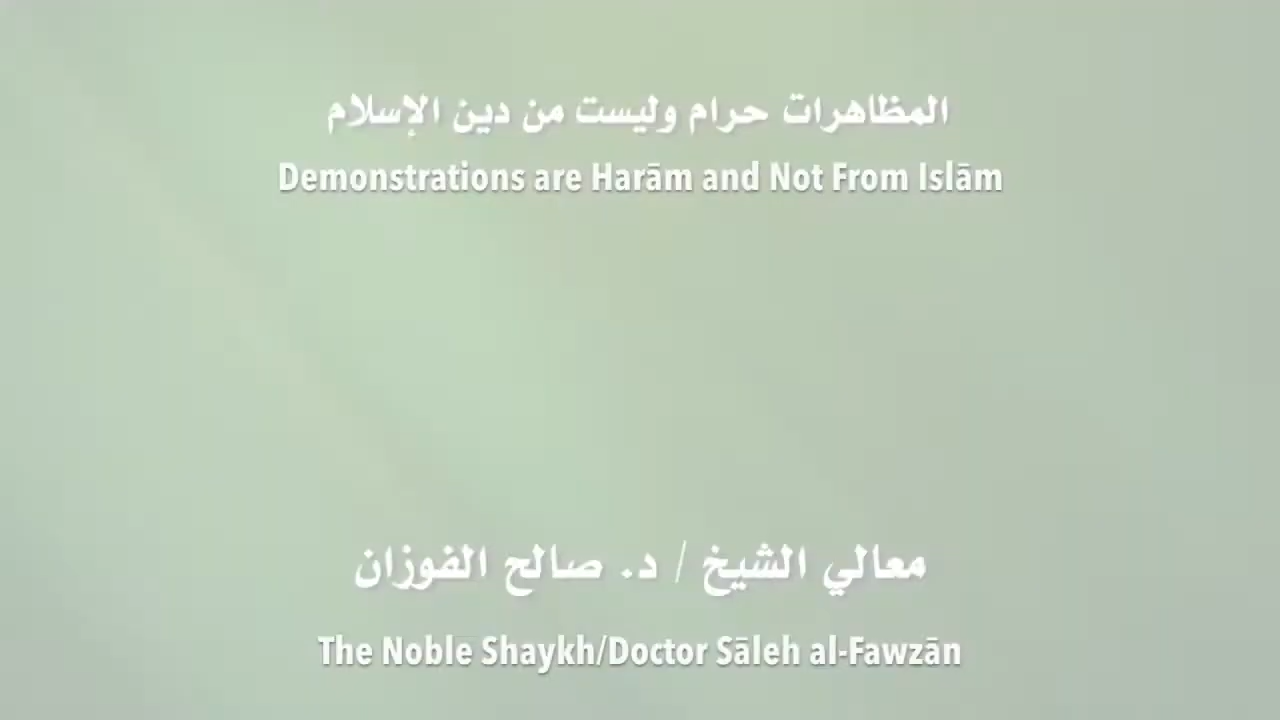 المظاهرات حرام وليست من دين الإسلام
Demonstrations are Harām and Not From Islām
معالي الشيخ / د. صالح الفوزان
The Noble Shaykh/Doctor Sāleh al-Fawzān